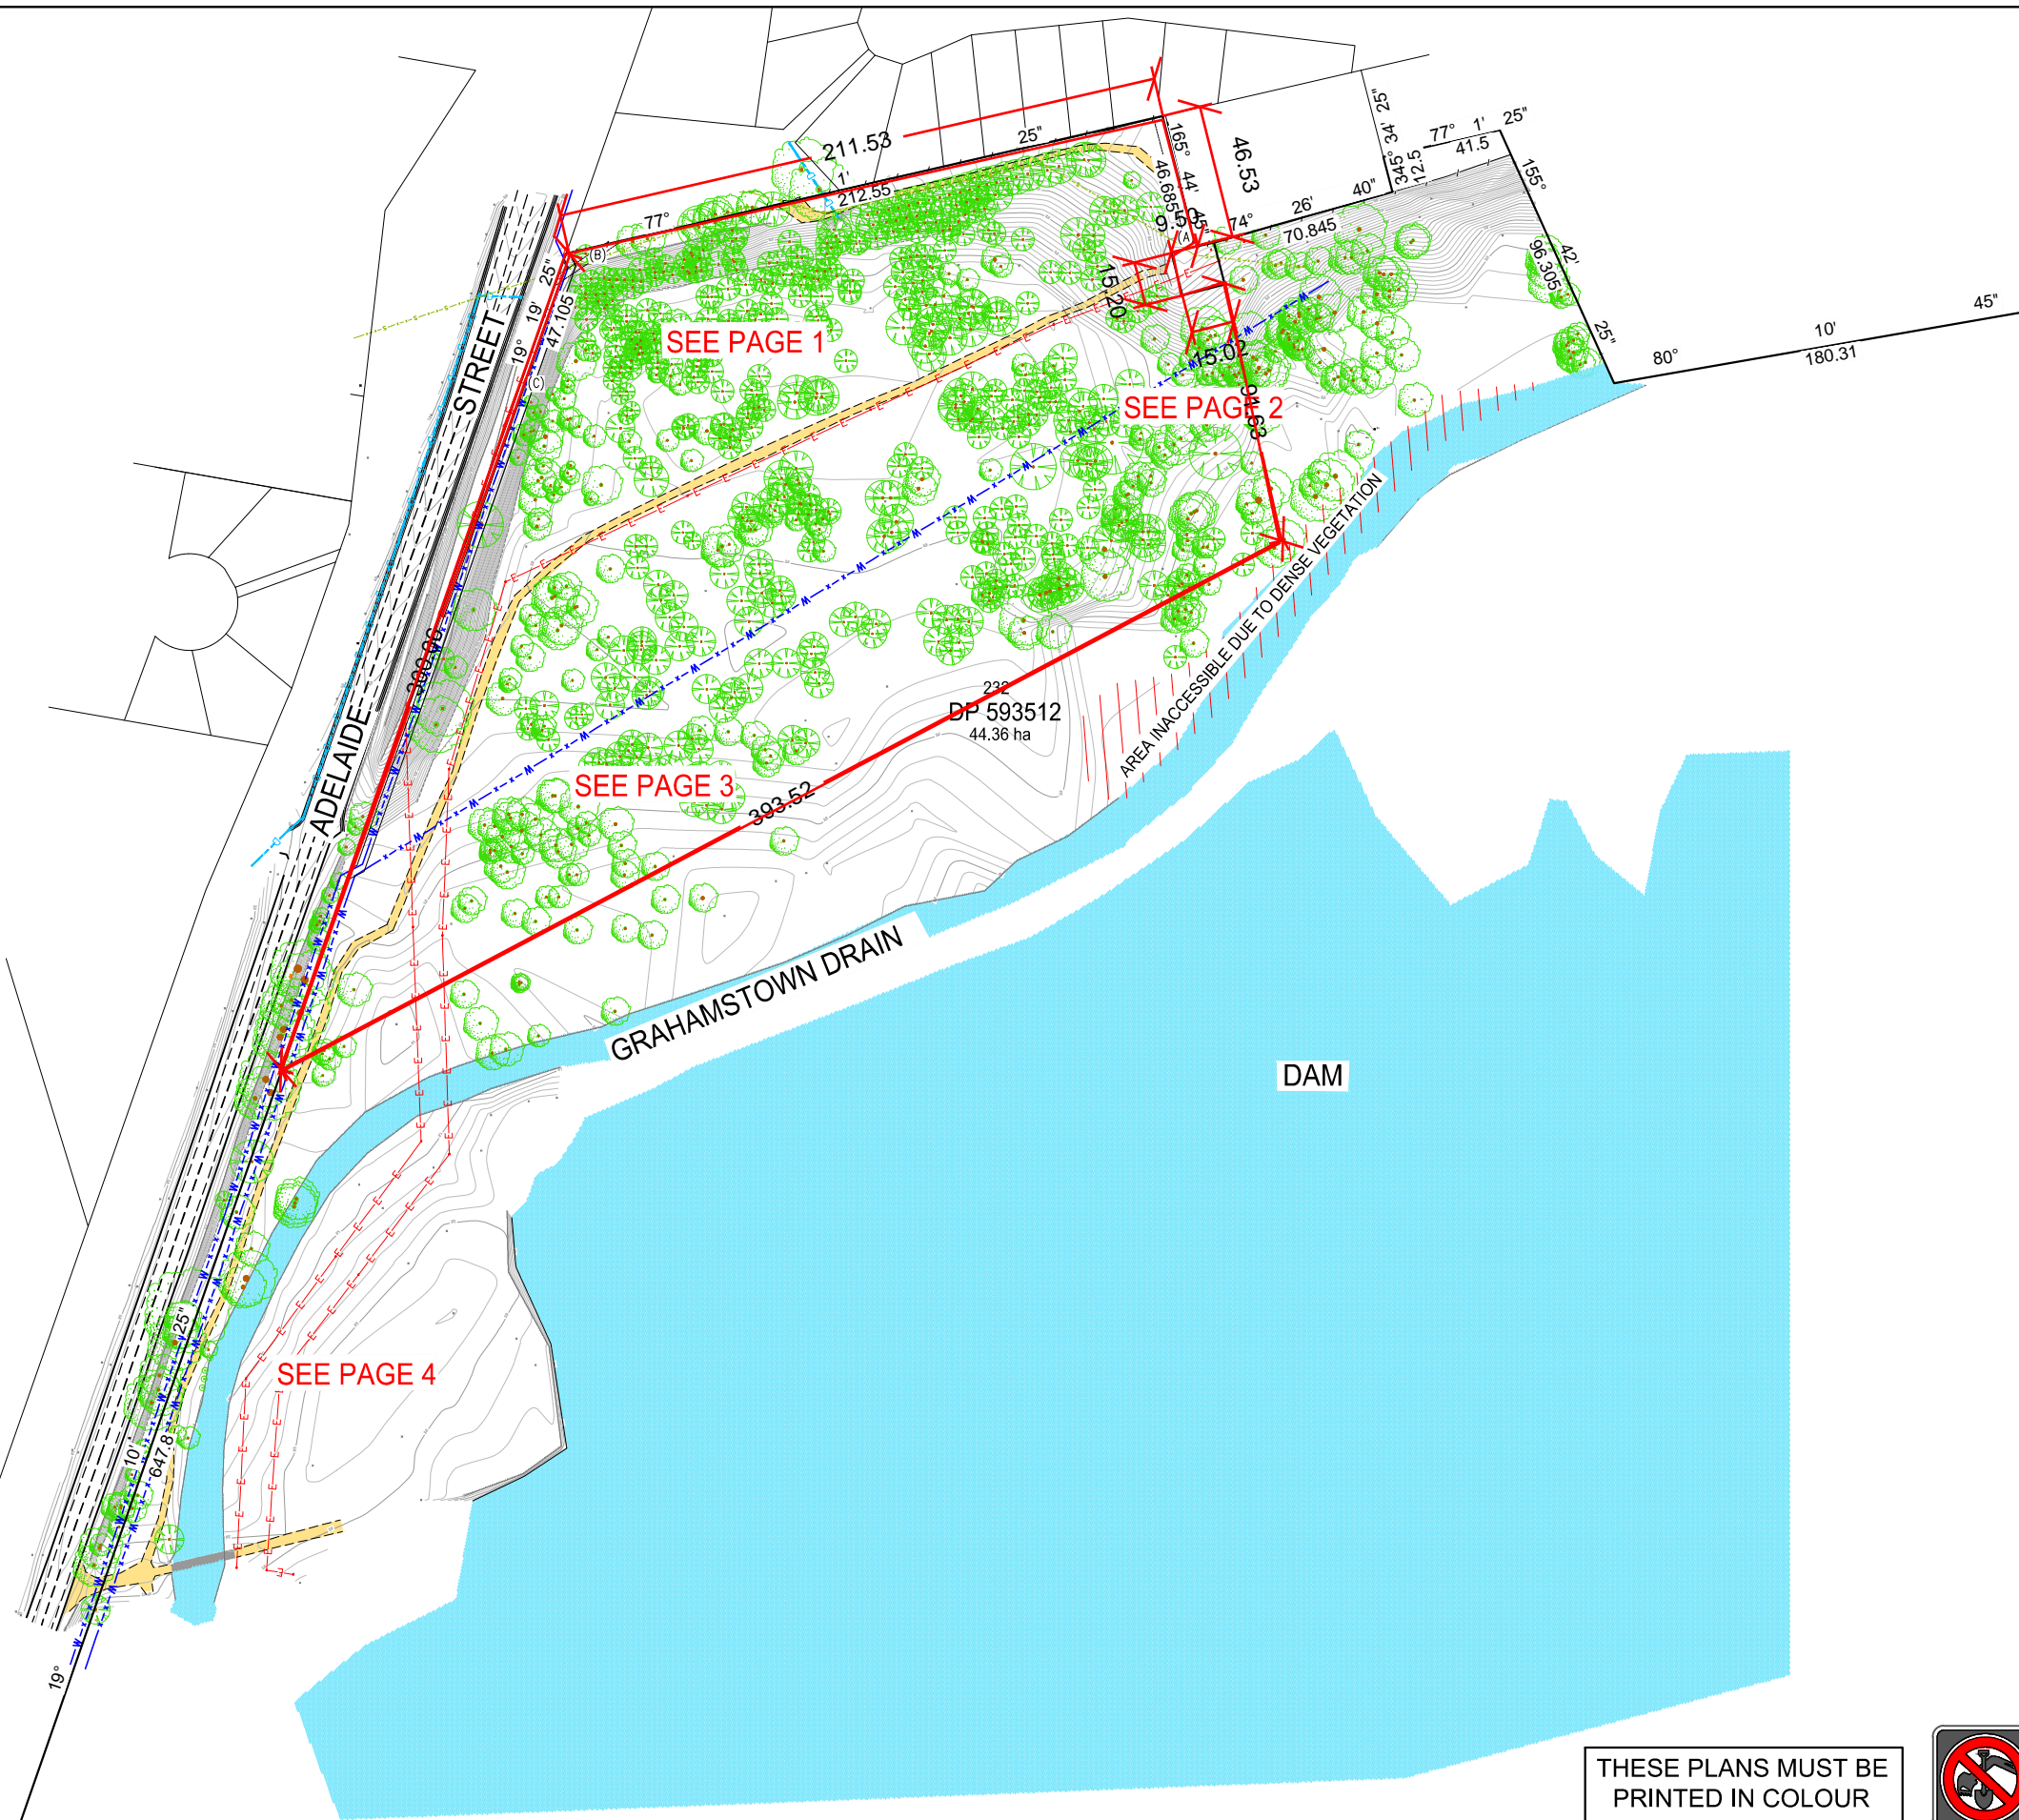 211.53
25"
1'
212.55
77°
(B)
165°
44'
45"
46.685
46.53
9.50
(A
74°
26'
40"
70.845
345° 34' 25"
12.5
77°
1'
25"
41.5
155°
42'
25"
96.305
80°
10'
45"
180.31
15.20
15.02
19°
19'
25"
47.105
(C)
SEE PAGE 1
SEE PAGE 2
ADELAIDE
STREET
232
DP 593512
44.36 ha
AREA INACCESSIBLE DUE TO DENSE VEGETATION
SEE PAGE 3
393.52
GRAHAMSTOWN DRAIN
DAM
SEE PAGE 4
25"
10'
647.8
19°
THESE PLANS MUST BE
PRINTED IN COLOUR